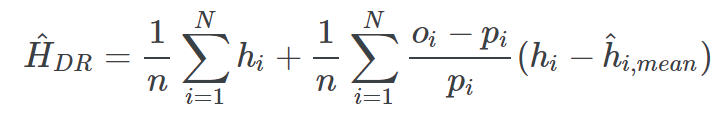 $\hat{H}_{DR} = \frac{1}{n} \sum_{i=1}^{N} h_i + \frac{1}{n} \sum_{i=1}^{N} \frac{o_i - p_i}{p_i} (h_i - \hat{h}_{i,mean})$